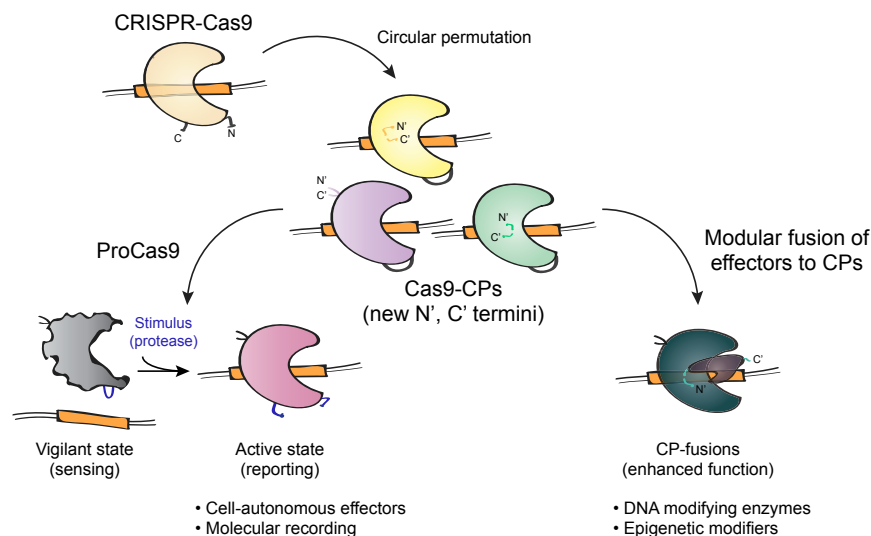 CRISPR-Cas9
Circular permutation
C
N
N'
C'
N'
C'
N'
C'
ProCas9
Cas9-CPs
(new N', C' termini)
Modular fusion of
effectors to CPs
Stimulus
(protease)
C'
N'
Vigilant state
(sensing)
Active state
(reporting)
CP-fusions
(enhanced function)
• Cell-autonomous effectors
• Molecular recording
• DNA modifying enzymes
• Epigenetic modifiers